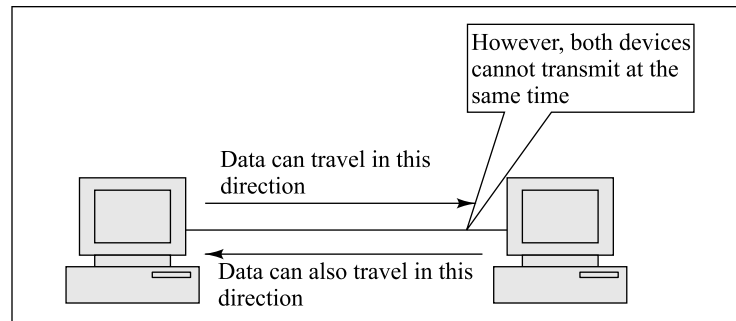 However, both devices
cannot transmit at the
same time
Data can travel in this
direction
Data can also travel in this
direction